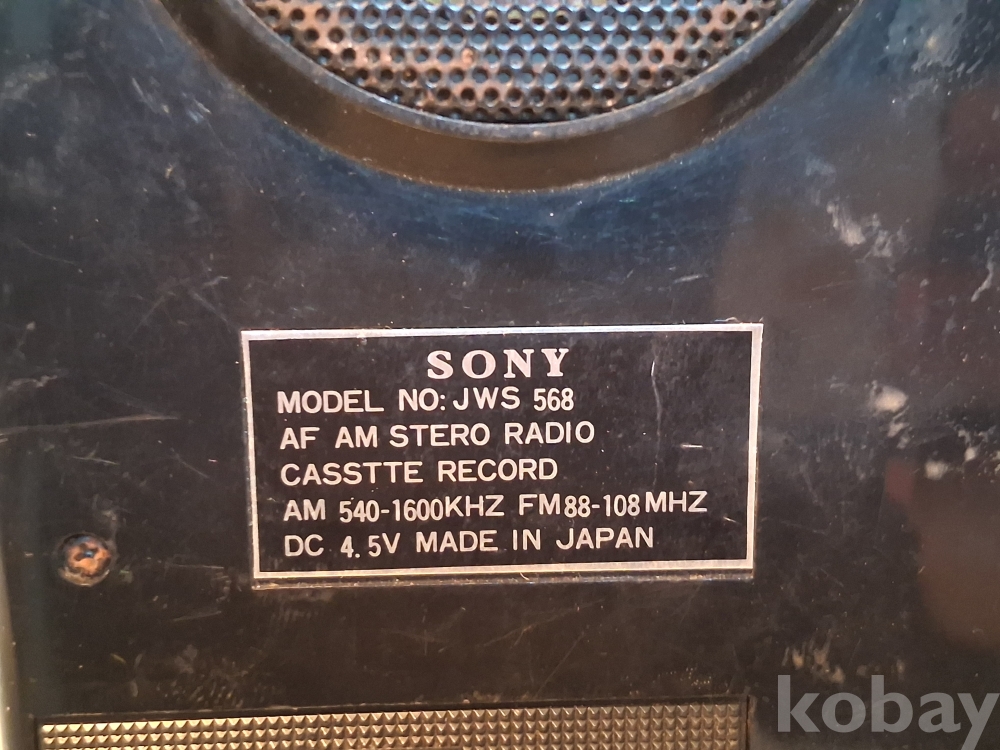 SONY
MODEL NO: JWS 568
AF AM STERO RADIO
CASSTTE RECORD
AM 540-1600KHZ FM88-108MHZ
DC 4.5V MADE IN JAPAN
kobay